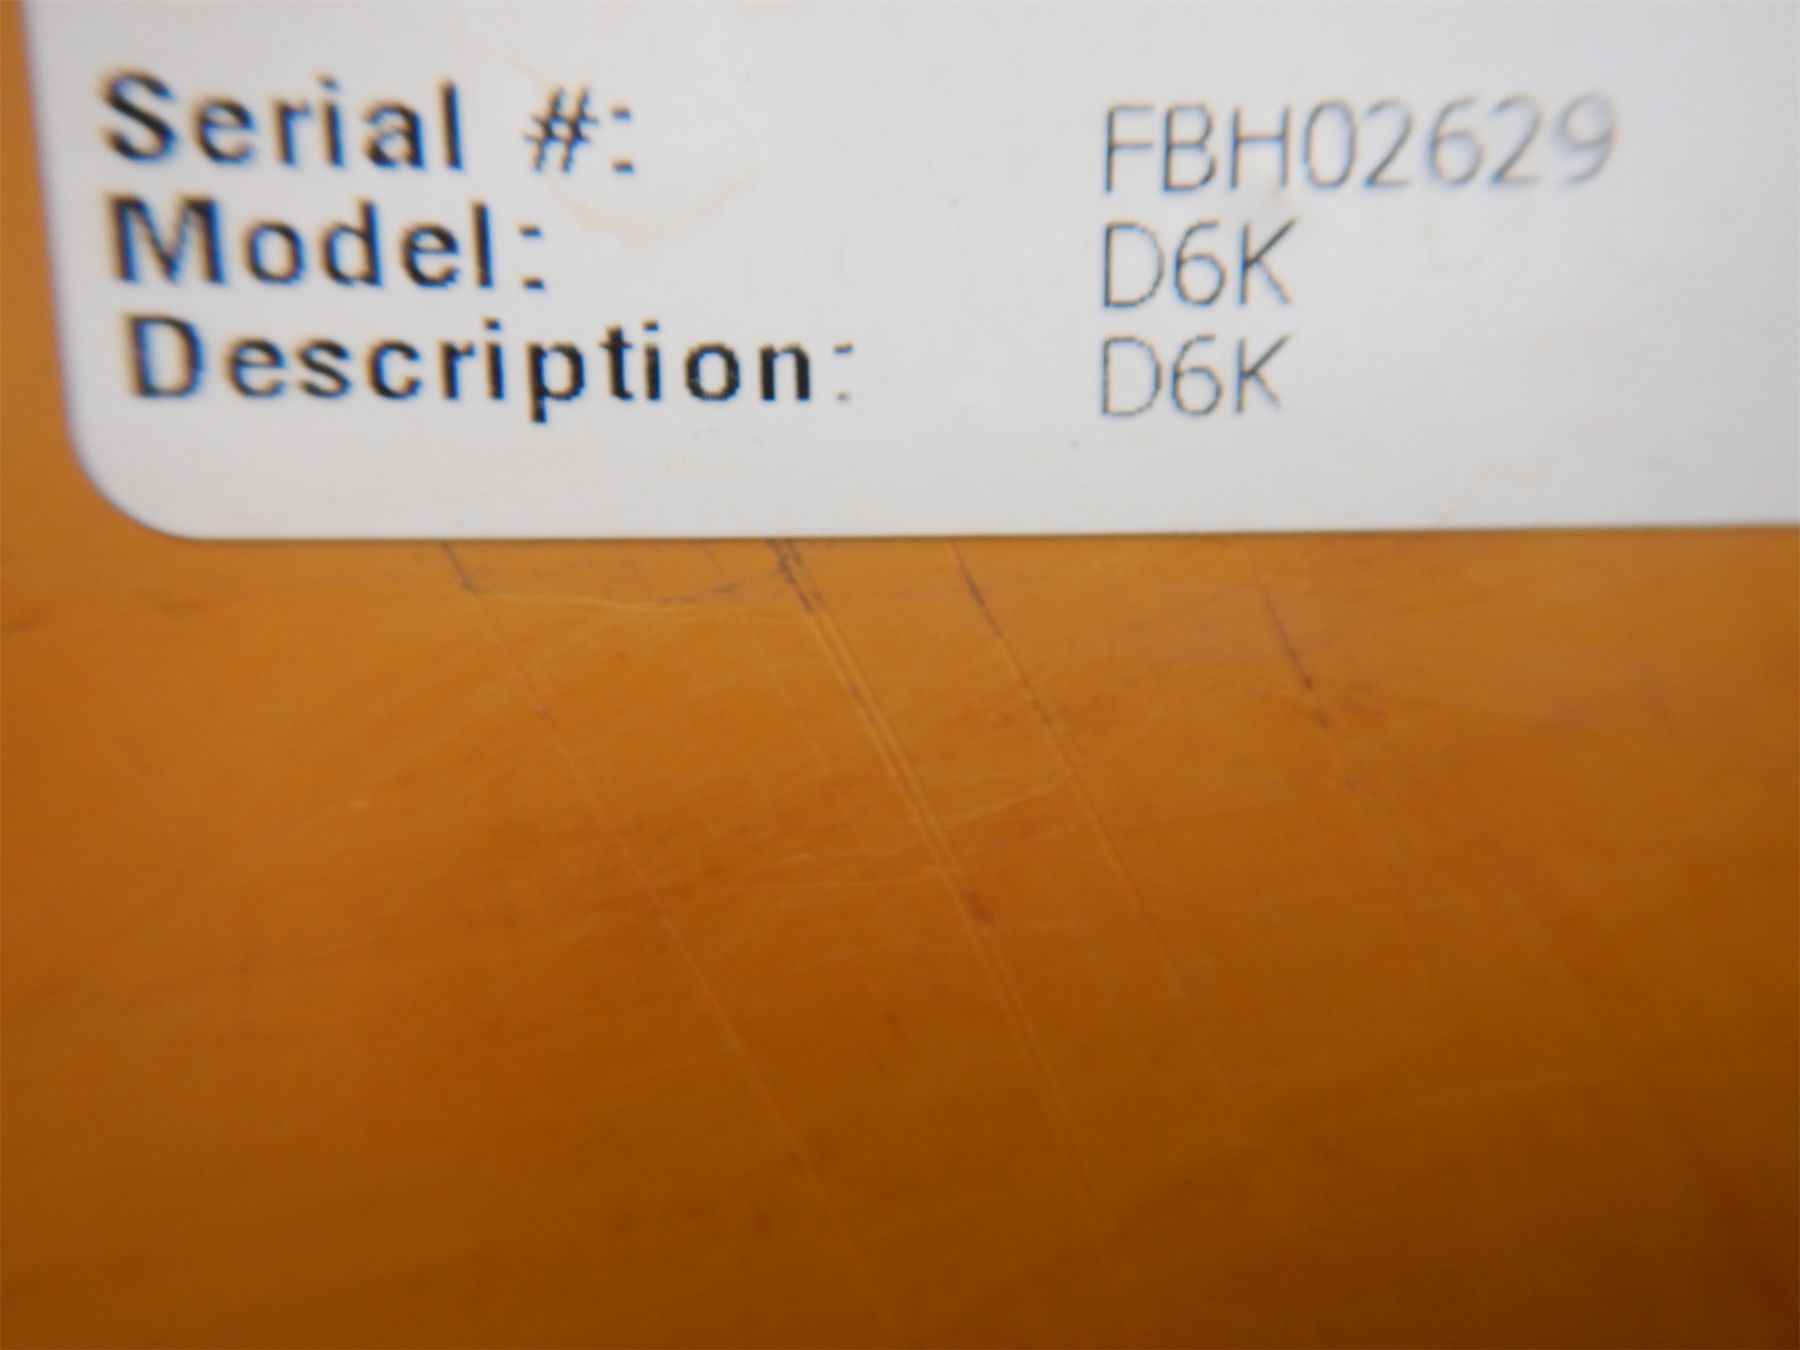 Serial #: FBH02629
Model: D6K
Description: D6K